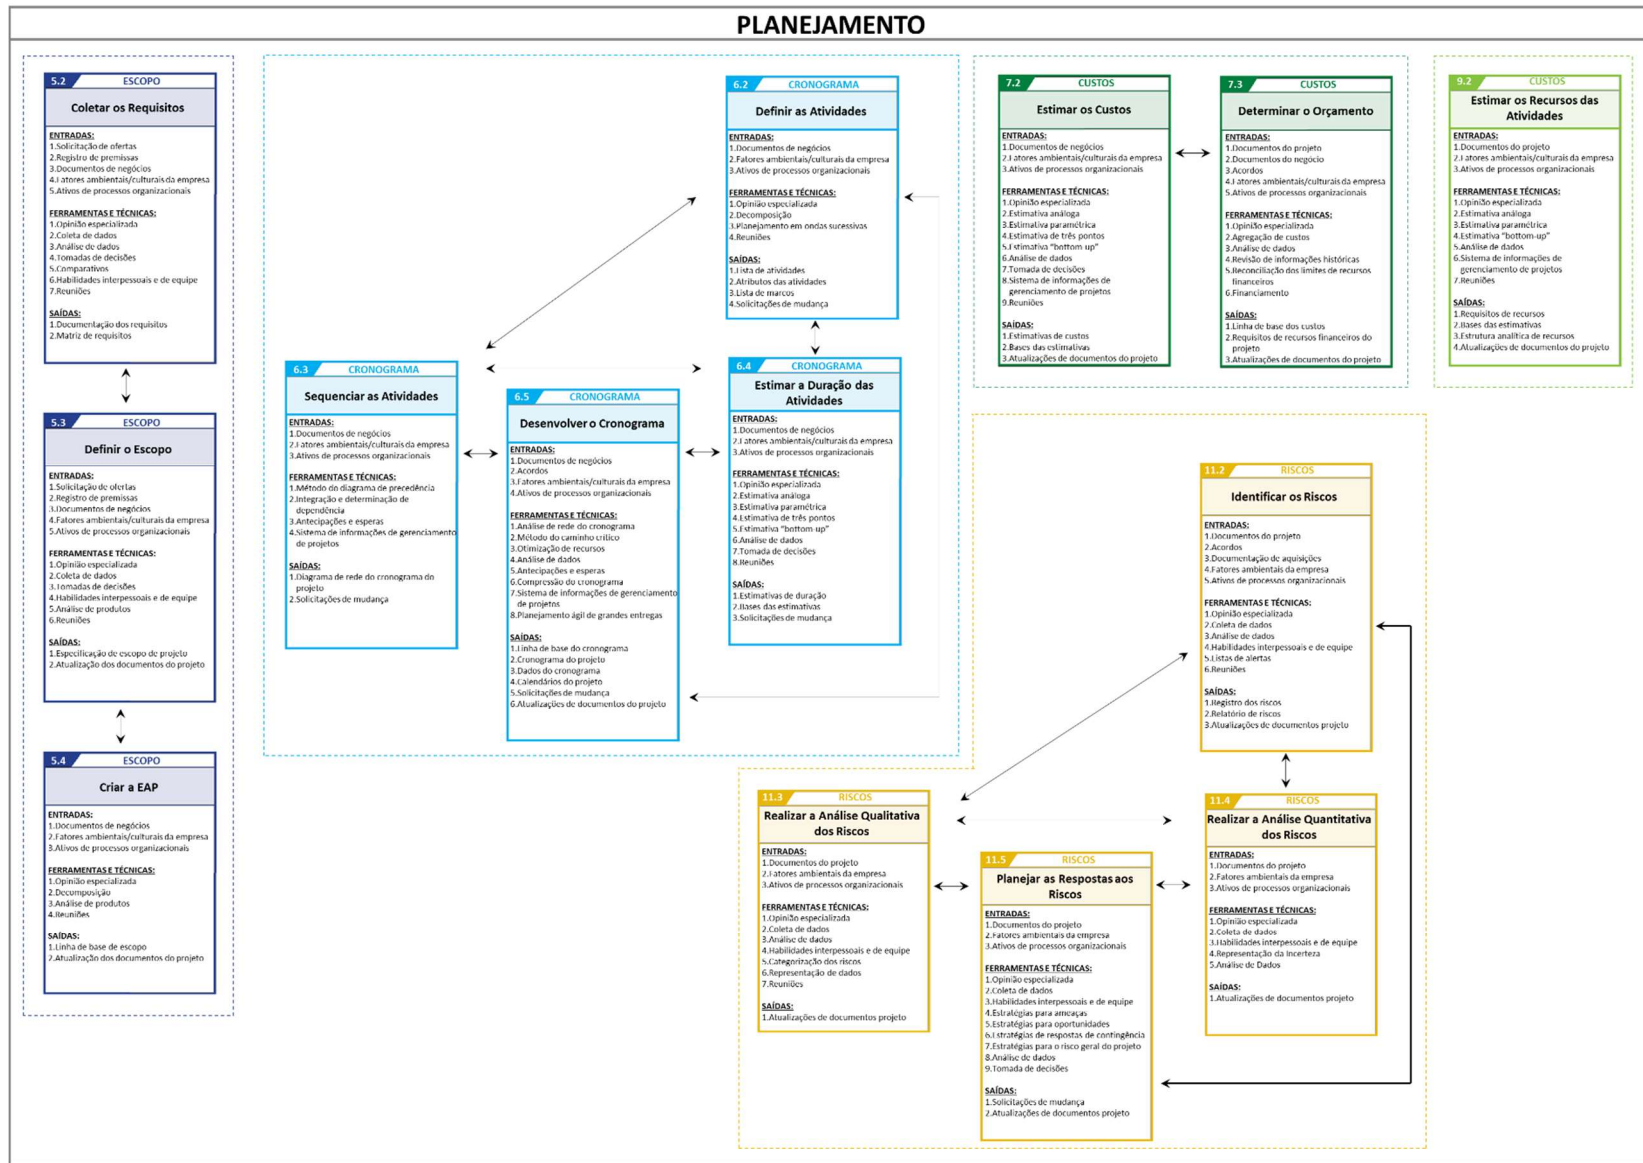 PLANEJAMENTO
5.2 ESCOPO
Coletar os Requisitos
ENTRADAS:
1.Solicitação de ofertas
2.Registro de premissas
3.Documentos de negócios
4.Fatores ambientais/culturais da empresa
5.Ativos de processos organizacionais
FERRAMENTAS E TÉCNICAS:
1.Opinião especializada
2.Coleta de dados
3.Análise de dados
4.Tomadas de decisões
5.Comparativos
6.Habilidades interpessoais e de equipe
7.Reuniões
SAÍDAS:
1.Documentação dos requisitos
2.Matriz de requisitos
5.3 ESCOPO
Definir o Escopo
ENTRADAS:
1.Solicitação de ofertas
2.Registro de premissas
3.Documentos de negócios
4.Fatores ambientais/culturais da empresa
5.Ativos de processos organizacionais
FERRAMENTAS E TÉCNICAS:
1.Opinião especializada
2.Coleta de dados
3.Tomadas de decisões
4.Habilidades interpessoais e de equipe
5.Análise de produtos
6.Reuniões
SAÍDAS:
1.Especificação de escopo de projeto
2.Atualização dos documentos do projeto
5.4 ESCOPO
Criar a EAP
ENTRADAS:
1.Documentos de negócios
2.Fatores ambientais/culturais da empresa
3.Ativos de processos organizacionais
FERRAMENTAS E TÉCNICAS:
1.Opinião especializada
2.Decomposição
3.Análise de produtos
4.Reuniões
SAÍDAS:
1.Linha de base de escopo
2.Atualização dos documentos do projeto
6.2 CRONOGRAMA
Definir as Atividades
ENTRADAS:
1.Documentos de negócios
2.Fatores ambientais/culturais da empresa
3.Ativos de processos organizacionais
FERRAMENTAS E TÉCNICAS:
1.Opinião especializada
2.Decomposição
3.Planejamento em ondas sucessivas
4.Reuniões
SAÍDAS:
1.Lista de atividades
2.Atributos das atividades
3.Lista de marcos
4.Solicitações de mudança
6.3 CRONOGRAMA
Sequenciar as Atividades
ENTRADAS:
1.Documentos de negócios
2.Fatores ambientais/culturais da empresa
3.Ativos de processos organizacionais
FERRAMENTAS E TÉCNICAS:
1.Método do diagrama de precedência
2.Integração e determinação de
dependência
3.Antecipações e esperas
4.Sistema de informações de gerenciamento
de projetos
SAÍDAS:
1.Diagrama de rede do cronograma do
projeto
2.Solicitações de mudança
6.5 CRONOGRAMA
Desenvolver o Cronograma
ENTRADAS:
1.Documentos de negócios
2.Acordos
3.Fatores ambientais/culturais da empresa
4.Ativos de processos organizacionais
FERRAMENTAS E TÉCNICAS:
1.Análise de rede do cronograma
2.Método do caminho crítico
3.Otimização de recursos
4.Análise de dados
5.Antecipações e esperas
6.Compressão do cronograma
7.Sistema de informações de gerenciamento
de projetos
8.Planejamento ágil de grandes entregas
SAÍDAS:
1.Linha de base do cronograma
2.Cronograma do projeto
3.Dados do cronograma
4.Calendários do projeto
5.Solicitações de mudança
6.Atualizações de documentos do projeto
6.4 CRONOGRAMA
Estimar a Duração das
Atividades
ENTRADAS:
1.Documentos de negócios
2.Fatores ambientais/culturais da empresa
3.Ativos de processos organizacionais
FERRAMENTAS E TÉCNICAS:
1.Opinião especializada
2.Estimativa análoga
3.Estimativa paramétrica
4.Estimativa de três pontos
5.Estimativa "bottom-up"
6.Análise de dados
7.Tomada de decisões
8.Reuniões
SAÍDAS:
1.Estimativas de duração
2.Bases das estimativas
3.Solicitações de mudança
7.2 CUSTOS
Estimar os Custos
ENTRADAS:
1.Documentos de negócios
2.Fatores ambientais/culturais da empresa
3.Ativos de processos organizacionais
FERRAMENTAS E TÉCNICAS:
1.Opinião especializada
2.Estimativa análoga
3.Estimativa paramétrica
4.Estimativa de três pontos
5.Estimativa "bottom up"
6.Análise de dados
7.Tomada de decisões
8.Sistema de informações de
gerenciamento de projetos
9.Reuniões
SAÍDAS:
1.Estimativas de custos
2.Bases das estimativas
3.Atualizações de documentos do projeto
7.3 CUSTOS
Determinar o Orçamento
ENTRADAS:
1.Documentos do projeto
2.Documentos do negócio
3.Acordos
4.Fatores ambientais/culturais da empresa
5.Ativos de processos organizacionais
FERRAMENTAS E TÉCNICAS:
1.Opinião especializada
2.Agregação de custos
3.Análise de dados
4.Revisão de informações históricas
5.Reconciliação dos limites de recursos
financeiros
6.Financiamento
SAÍDAS:
1.Linha de base dos custos
2.Requisitos de recursos financeiros do
projeto
3.Atualizações de documentos do projeto
9.2 CUSTOS
Estimar os Recursos das
Atividades
ENTRADAS:
1.Documentos do projeto
2.Fatores ambientais/culturais da empresa
3.Ativos de processos organizacionais
FERRAMENTAS E TÉCNICAS:
1.Opinião especializada
2.Estimativa análoga
3.Estimativa paramétrica
4.Estimativa "bottom-up"
5.Análise de dados
6.Sistema de informações de
gerenciamento de projetos
7.Reuniões
SAÍDAS:
1.Requisitos de recursos
2.Bases das estimativas
3.Estrutura analítica de recursos
4.Atualizações de documentos do projeto
11.2 RISCOS
Identificar os Riscos
ENTRADAS:
1.Documentos do projeto
2.Acordos
3.Documentação de aquisições
4.Fatores ambientais da empresa
5.Ativos de processos organizacionais
FERRAMENTAS E TÉCNICAS:
1.Opinião especializada
2.Coleta de dados
3.Análise de dados
4.Habilidades interpessoais e de equipe
5.Listas de alertas
6.Reuniões
SAÍDAS:
1.Registro dos riscos
2.Relatório de riscos
3.Atualizações de documentos projeto
11.3 RISCOS
Realizar a Análise Qualitativa
dos Riscos
ENTRADAS:
1.Documentos do projeto
2.Fatores ambientais da empresa
3.Ativos de processos organizacionais
FERRAMENTAS E TÉCNICAS:
1.Opinião especializada
2.Coleta de dados
3.Análise de dados
4.Habilidades interpessoais e de equipe
5.Categorização dos riscos
6.Representação de dados
7.Reuniões
SAÍDAS:
1.Atualizações de documentos projeto
11.5 RISCOS
Planejar as Respostas aos
Riscos
ENTRADAS:
1.Documentos do projeto
2.Fatores ambientais da empresa
3.Ativos de processos organizacionais
FERRAMENTAS E TÉCNICAS:
1.Opinião especializada
2.Coleta de dados
3.Habilidades interpessoais e de equipe
4.Estratégias para ameaças
5.Estratégias para oportunidades
6.Estratégias de respostas de contingência
7.Estratégias para o risco geral do projeto
8.Análise de dados
9.Tomada de decisões
SAÍDAS:
1.Solicitações de mudança
2.Atualizações de documentos projeto
11.4 RISCOS
Realizar a Análise Quantitativa
dos Riscos
ENTRADAS:
1.Documentos do projeto
2.Fatores ambientais da empresa
3.Ativos de processos organizacionais
FERRAMENTAS E TÉCNICAS:
1.Opinião especializada
2.Coleta de dados
3.Habilidades interpessoais e de equipe
4.Representação da Incerteza
5.Análise de Dados
SAÍDAS:
1.Atualizações de documentos projeto